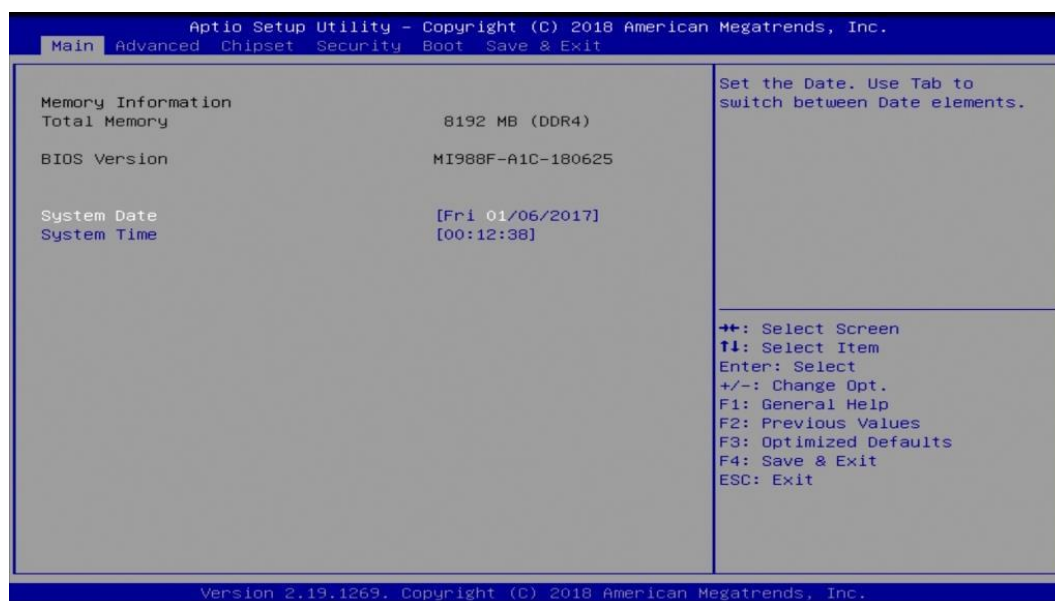 Aptio Setup Utility – Copyright (C) 2018 American Megatrends, Inc.
Main Advanced Chipset Security Boot Save & Exit
Memory Information
Total Memory 8192 MB (DDR4)
BIOS Version MI988F-A1C-180625
System Date [Fri 01/06/2017]
System Time [00:12:38]
Set the Date. Use Tab to
switch between Date elements.
→←: Select Screen
↑↓: Select Item
Enter: Select
+/-: Change Opt.
F1: General Help
F2: Previous Values
F3: Optimized Defaults
F4: Save & Exit
ESC: Exit
Version 2.19.1269. Copyright (C) 2018 American Megatrends, Inc.